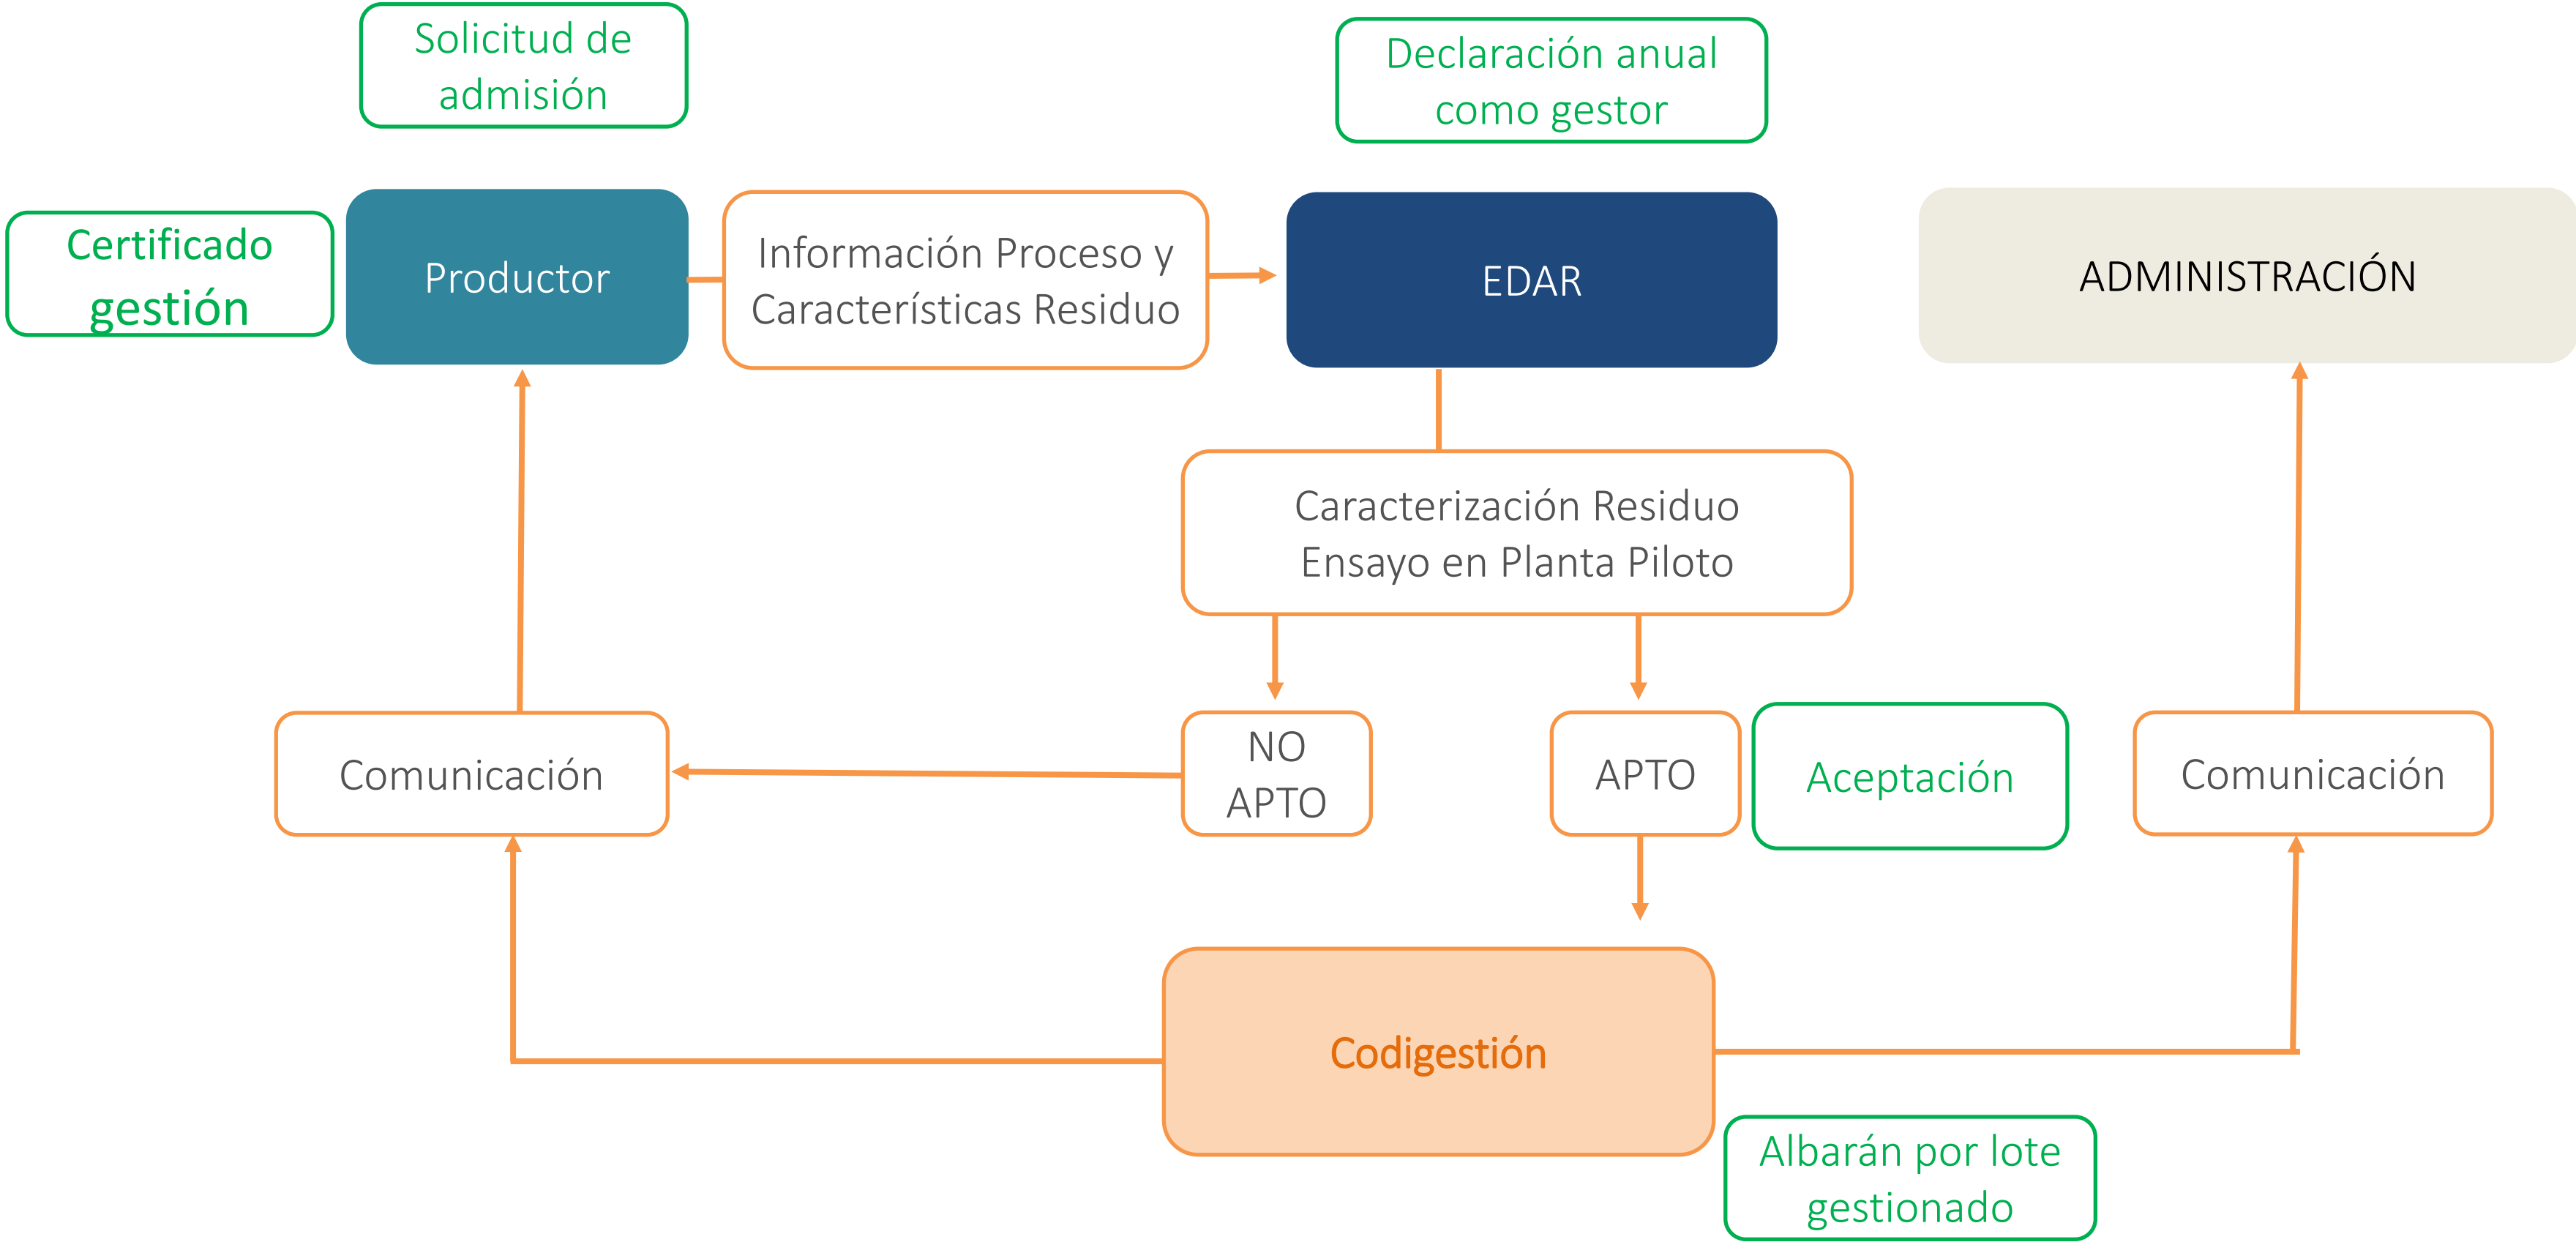 Solicitud de
admisión
Declaración anual
como gestor
Certificado
gestión
Productor
Información Proceso y
Características Residuo
EDAR
ADMINISTRACIÓN
Caracterización Residuo
Ensayo en Planta Piloto
Comunicación
NO
APTO
APTO
Aceptación
Comunicación
Codigestión
Albarán por lote
gestionado